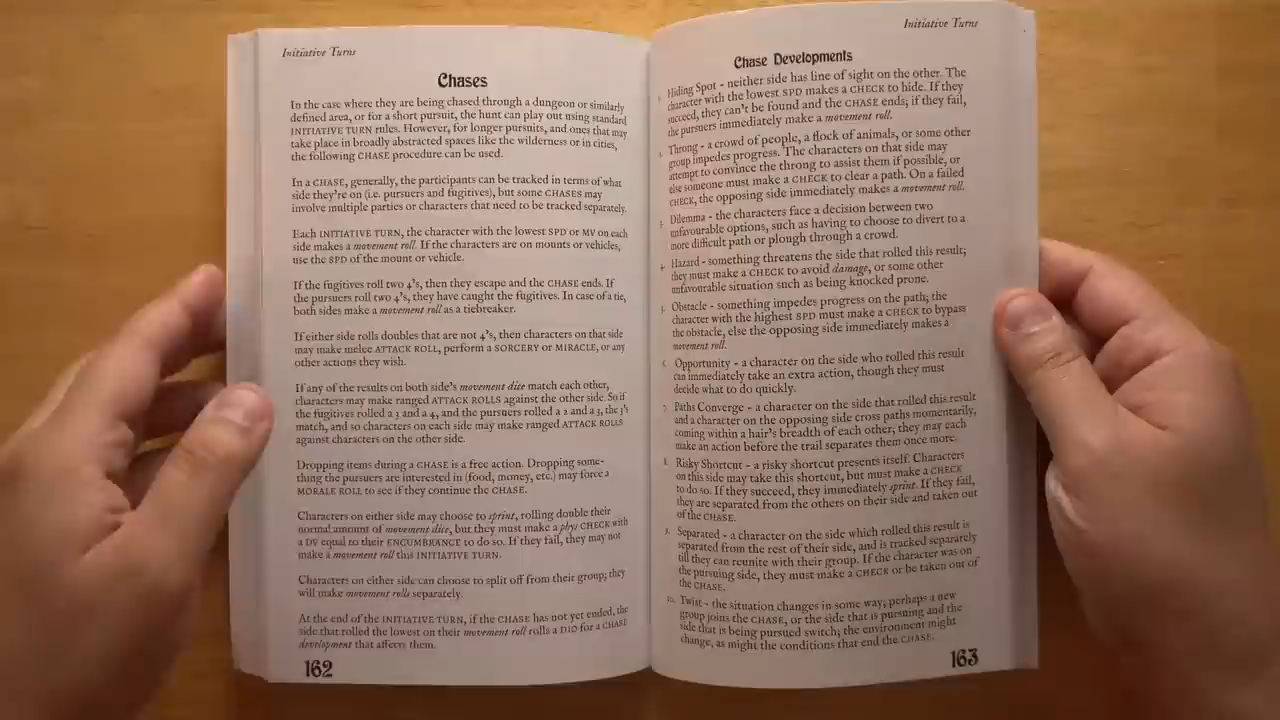 Initiative Turns
Chases
In the case where they are being chased through a dungeon or similarly
defined area, or for a short pursuit, the hunt can play out using standard
INITIATIVE TURN rules. However, for longer pursuits, and ones that may
take place in broadly abstracted spaces like the wilderness or in cities,
the following CHASE procedure can be used.
In a CHASE, generally, the participants can be tracked in terms of what
side they're on (i.e. pursuers and fugitives), but some CHASES may
involve multiple parties or characters that need to be tracked separately.
Each INITIATIVE TURN, the character with the lowest SPD or MV on each
side makes a movement roll. If the characters are on mounts or vehicles,
use the SPD of the mount or vehicle.
If the fugitives roll two 4's, then they escape and the CHASE ends. If
the pursuers roll two 4's, they have caught the fugitives. In case of a tie,
both sides make a movement roll as a tiebreaker.
If either side rolls doubles that are not 4's, then characters on that side
may make melee ATTACK ROLL, perform a SORCERY or MIRACLE, or any
other actions they wish.
If any of the results on both side's movement dice match each other,
characters may make ranged ATTACK ROLLS against the other side. So if
the fugitives rolled a 3 and a 4, and the pursuers rolled a 2 and a 3, the 3's
match, and so characters on each side may make ranged ATTACK ROLLS
against characters on the other side.
Dropping items during a CHASE is a free action. Dropping some-
thing the pursuers are interested in (food, money, etc.) may force a
MORALE ROLL to see if they continue the CHASE.
Characters on either side may choose to sprint, rolling double their
normal amount of movement dice, but they must make a phys CHECK with
a DV equal to their ENCUMBRANCE to do so. If they fail, they may not
make a movement roll this INITIATIVE TURN.
Characters on either side can choose to split off from their group; they
will make movement rolls separately.
At the end of the INITIATIVE TURN, if the CHASE has not yet ended, the
side that rolled the lowest on their movement roll rolls a D10 for a CHASE
development that affects them.
162
Initiative Turns
Chase Developments
1. Hiding Spot - neither side has line of sight on the other. The
character with the lowest SPD makes a CHECK to hide. If they
succeed, they can't be found and the CHASE ends; if they fail,
the pursuers immediately make a movement roll.
2. Throng - a crowd of people, a flock of animals, or some other
group impedes progress. The characters on that side may
attempt to convince the throng to assist them if possible, or
else someone must make a CHECK to clear a path. On a failed
CHECK, the opposing side immediately makes a movement roll.
3. Dilemma - the characters face a decision between two
unfavourable options, such as having to choose to divert to a
more difficult path or plough through a crowd.
4. Hazard - something threatens the side that rolled this result;
they must make a CHECK to avoid damage, or some other
unfavourable situation such as being knocked prone.
5. Obstacle - something impedes progress on the path; the
character with the highest SPD must make a CHECK to bypass
the obstacle, else the opposing side immediately makes a
movement roll.
6. Opportunity - a character on the side who rolled this result
can immediately take an extra action, though they must
decide what to do quickly.
7. Paths Converge - a character on the side that rolled this result
and a character on the opposing side cross paths momentarily,
coming within a hair's breadth of each other; they may each
make an action before the trail separates them once more.
8. Risky Shortcut - a risky shortcut presents itself. Characters
on this side may take this shortcut, but must make a CHECK
to do so. If they succeed, they immediately sprint. If they fail,
they are separated from the others on their side and taken out
of the CHASE.
9. Separated - a character on the side which rolled this result is
separated from the rest of their side, and is tracked separately
till they can reunite with their group. If the character was on
the pursuing side, they must make a CHECK or be taken out of
the CHASE.
10. Twist - the situation changes in some way; perhaps a new
group joins the CHASE, or the side that is pursuing and the
side that is being pursued switch; the environment might
change, as might the conditions that end the CHASE.
163